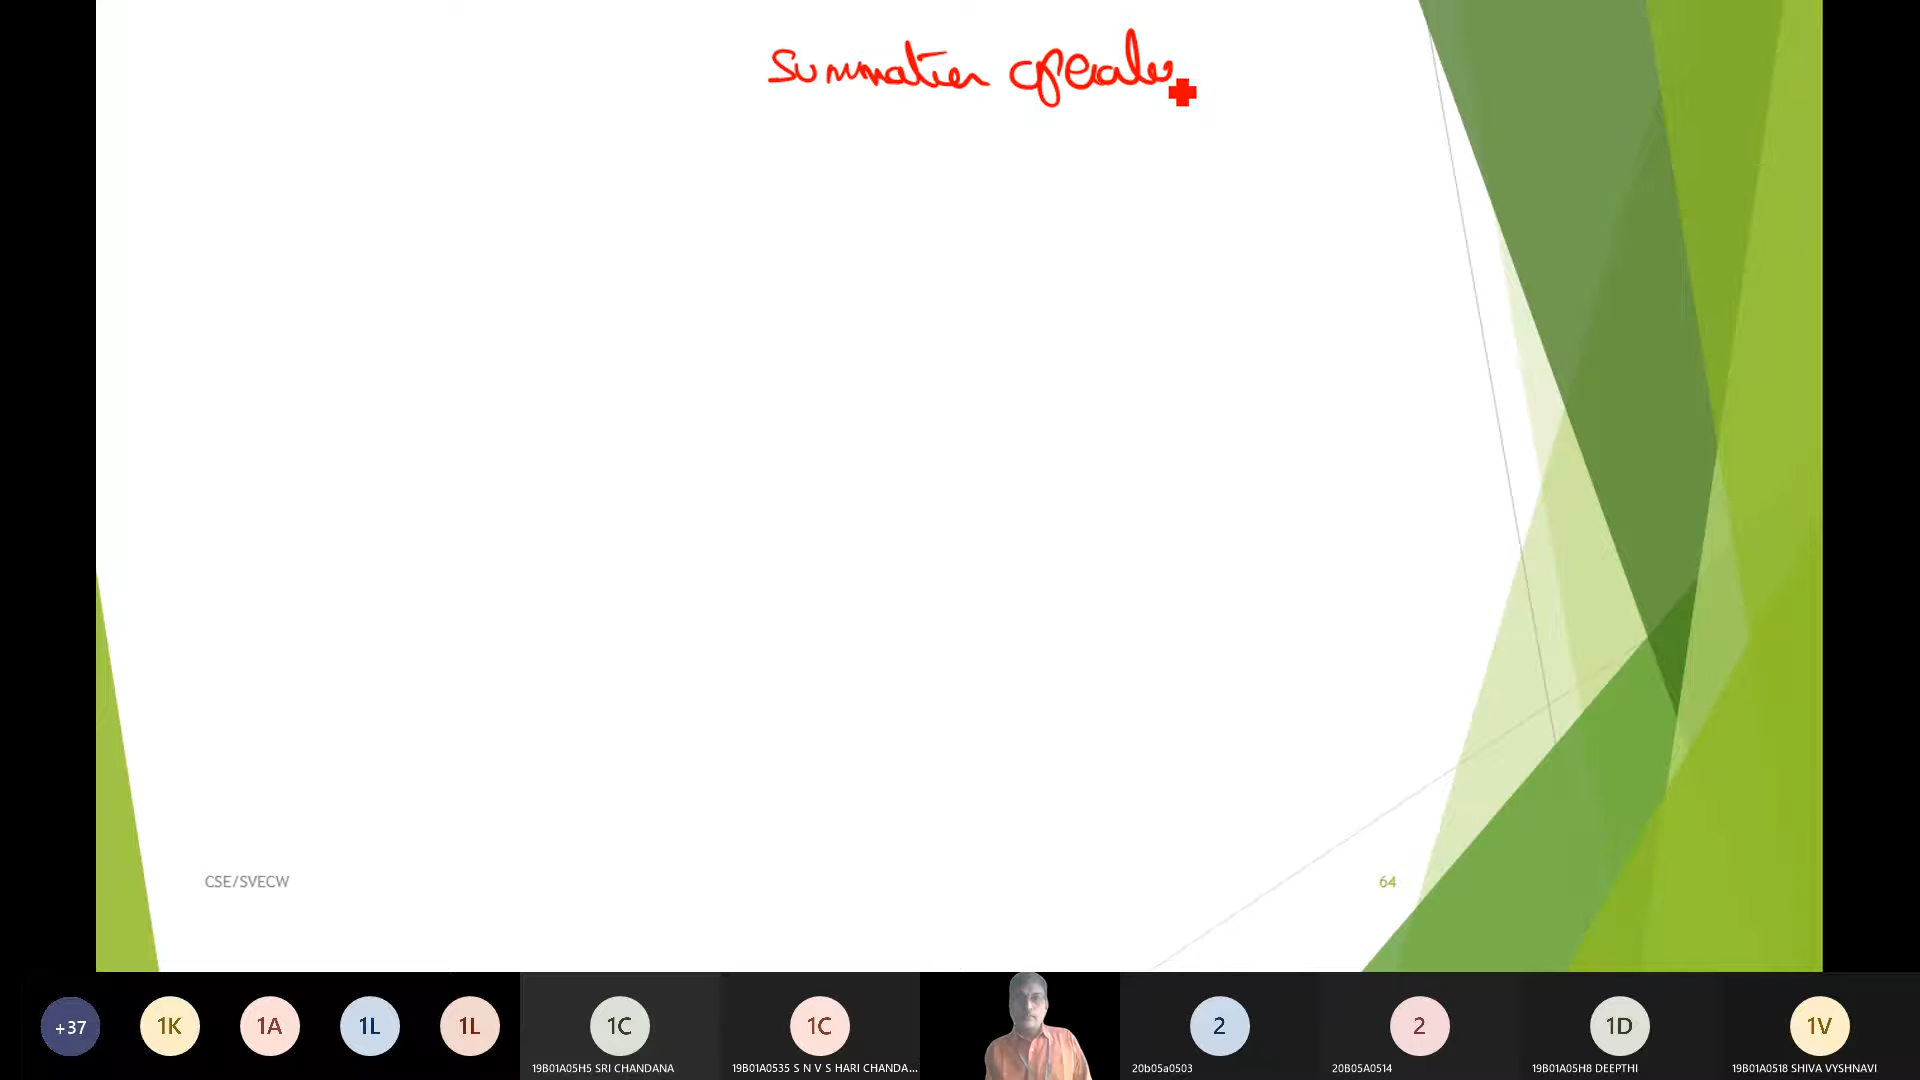 Summation operator
CSE/SVECW
64
+37
1K
1A
1L
1L
1C
1C
2
2
1D
1V
19B01A05H5 SRI CHANDANA
19B01A0535 S N V S HARI CHANDA...
20b05a0503
20B05A0514
19B01A05H8 DEEPTHI
19B01A0518 SHIVA VYSHNAVI